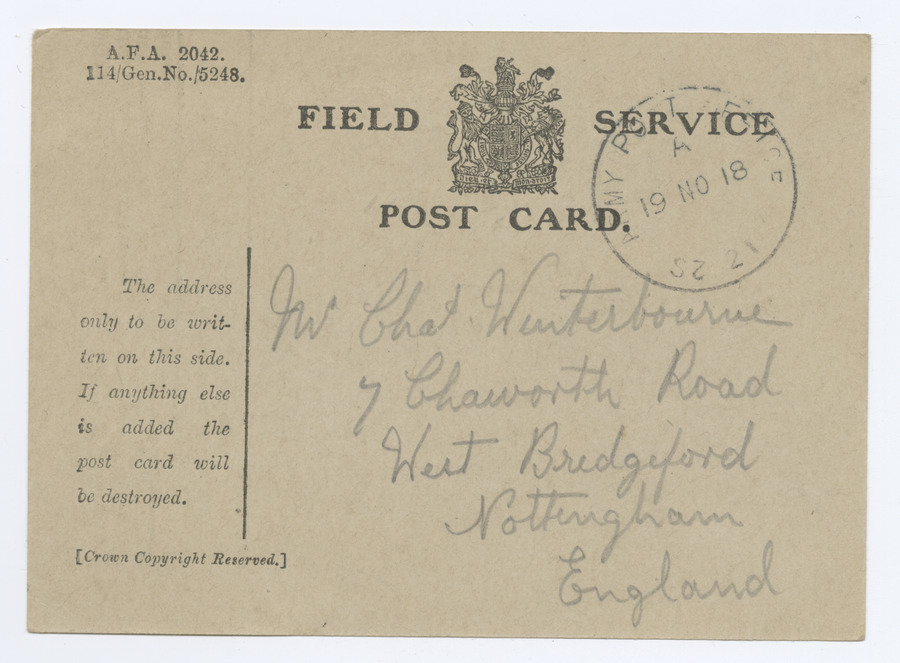 A.F.A. 2042.
114/Gen.No./5248.
FIELD SERVICE
POST CARD.
ARMY POST OFFICE
A
19 NO 18
SZ 21
The address
only to be writ-
ten on this side.
If anything else
is added the
post card will
be destroyed.
[Crown Copyright Reserved.]
Mr Chas Winterbourne
7 Chaworth Road
West Bridgeford
Nottingham
England